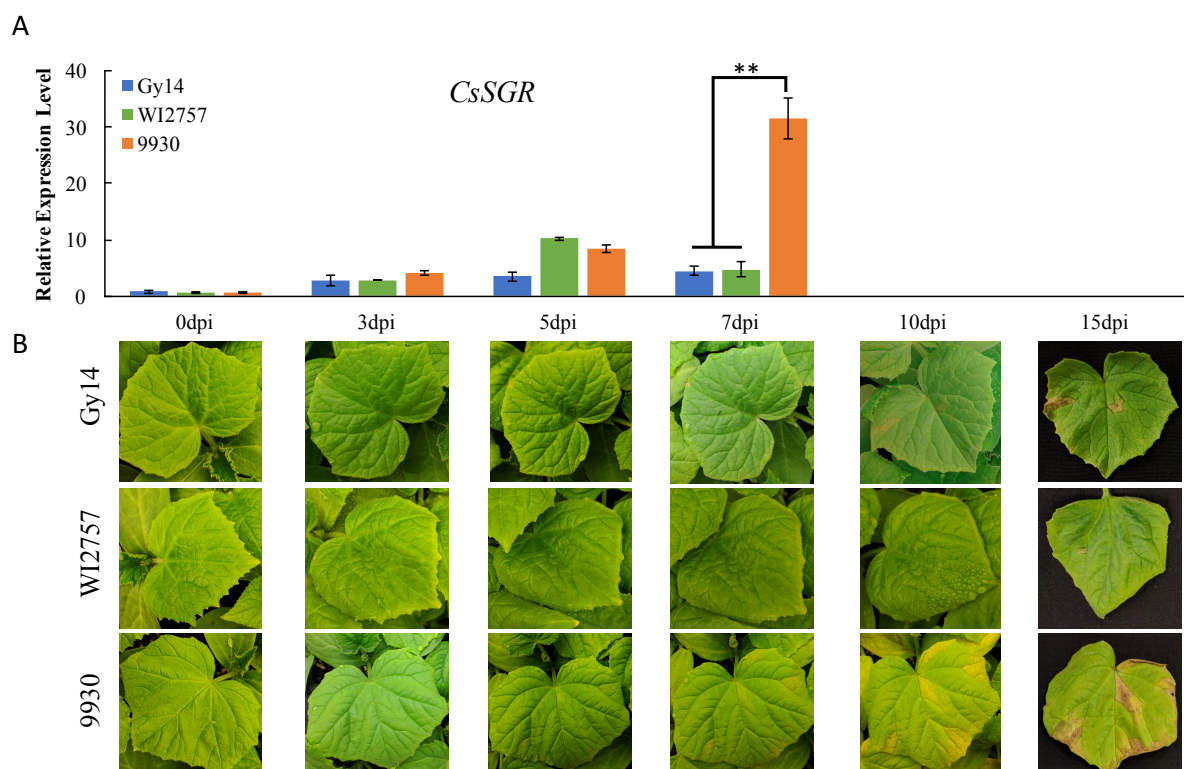 A
40
30
20
10
0
Relative Expression Level
Gy14
WI2757
9930
CsSGR
**
0dpi 3dpi 5dpi 7dpi 10dpi 15dpi
B
Gy14
WI2757
9930